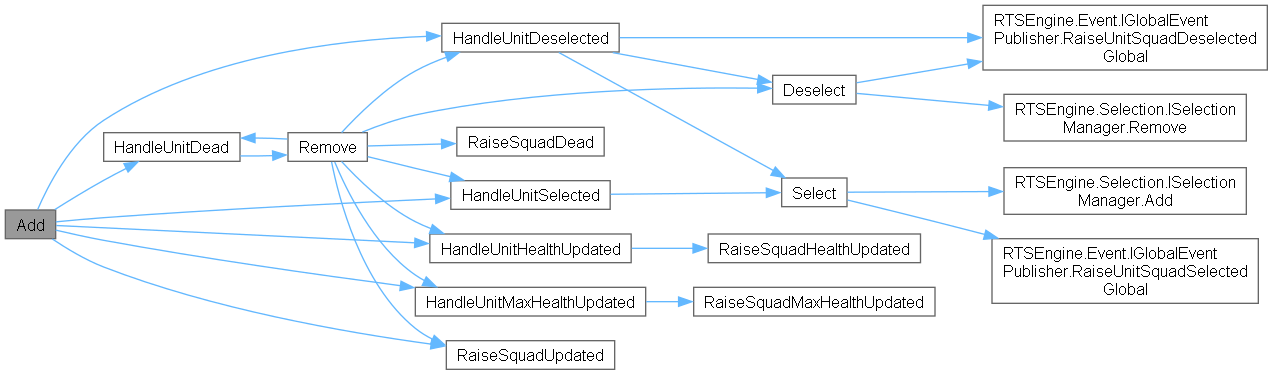 Add
HandleUnitDead
Remove
HandleUnitDeselected
RaiseSquadDead
HandleUnitSelected
HandleUnitHealthUpdated
HandleUnitMaxHealthUpdated
RaiseSquadUpdated
Deselect
Select
RaiseSquadHealthUpdated
RaiseSquadMaxHealthUpdated
RTSEngine.Event.IGlobalEvent
Publisher.RaiseUnitSquadDeselected
Global
RTSEngine.Selection.ISelection
Manager.Remove
RTSEngine.Selection.ISelection
Manager.Add
RTSEngine.Event.IGlobalEvent
Publisher.RaiseUnitSquadSelected
Global